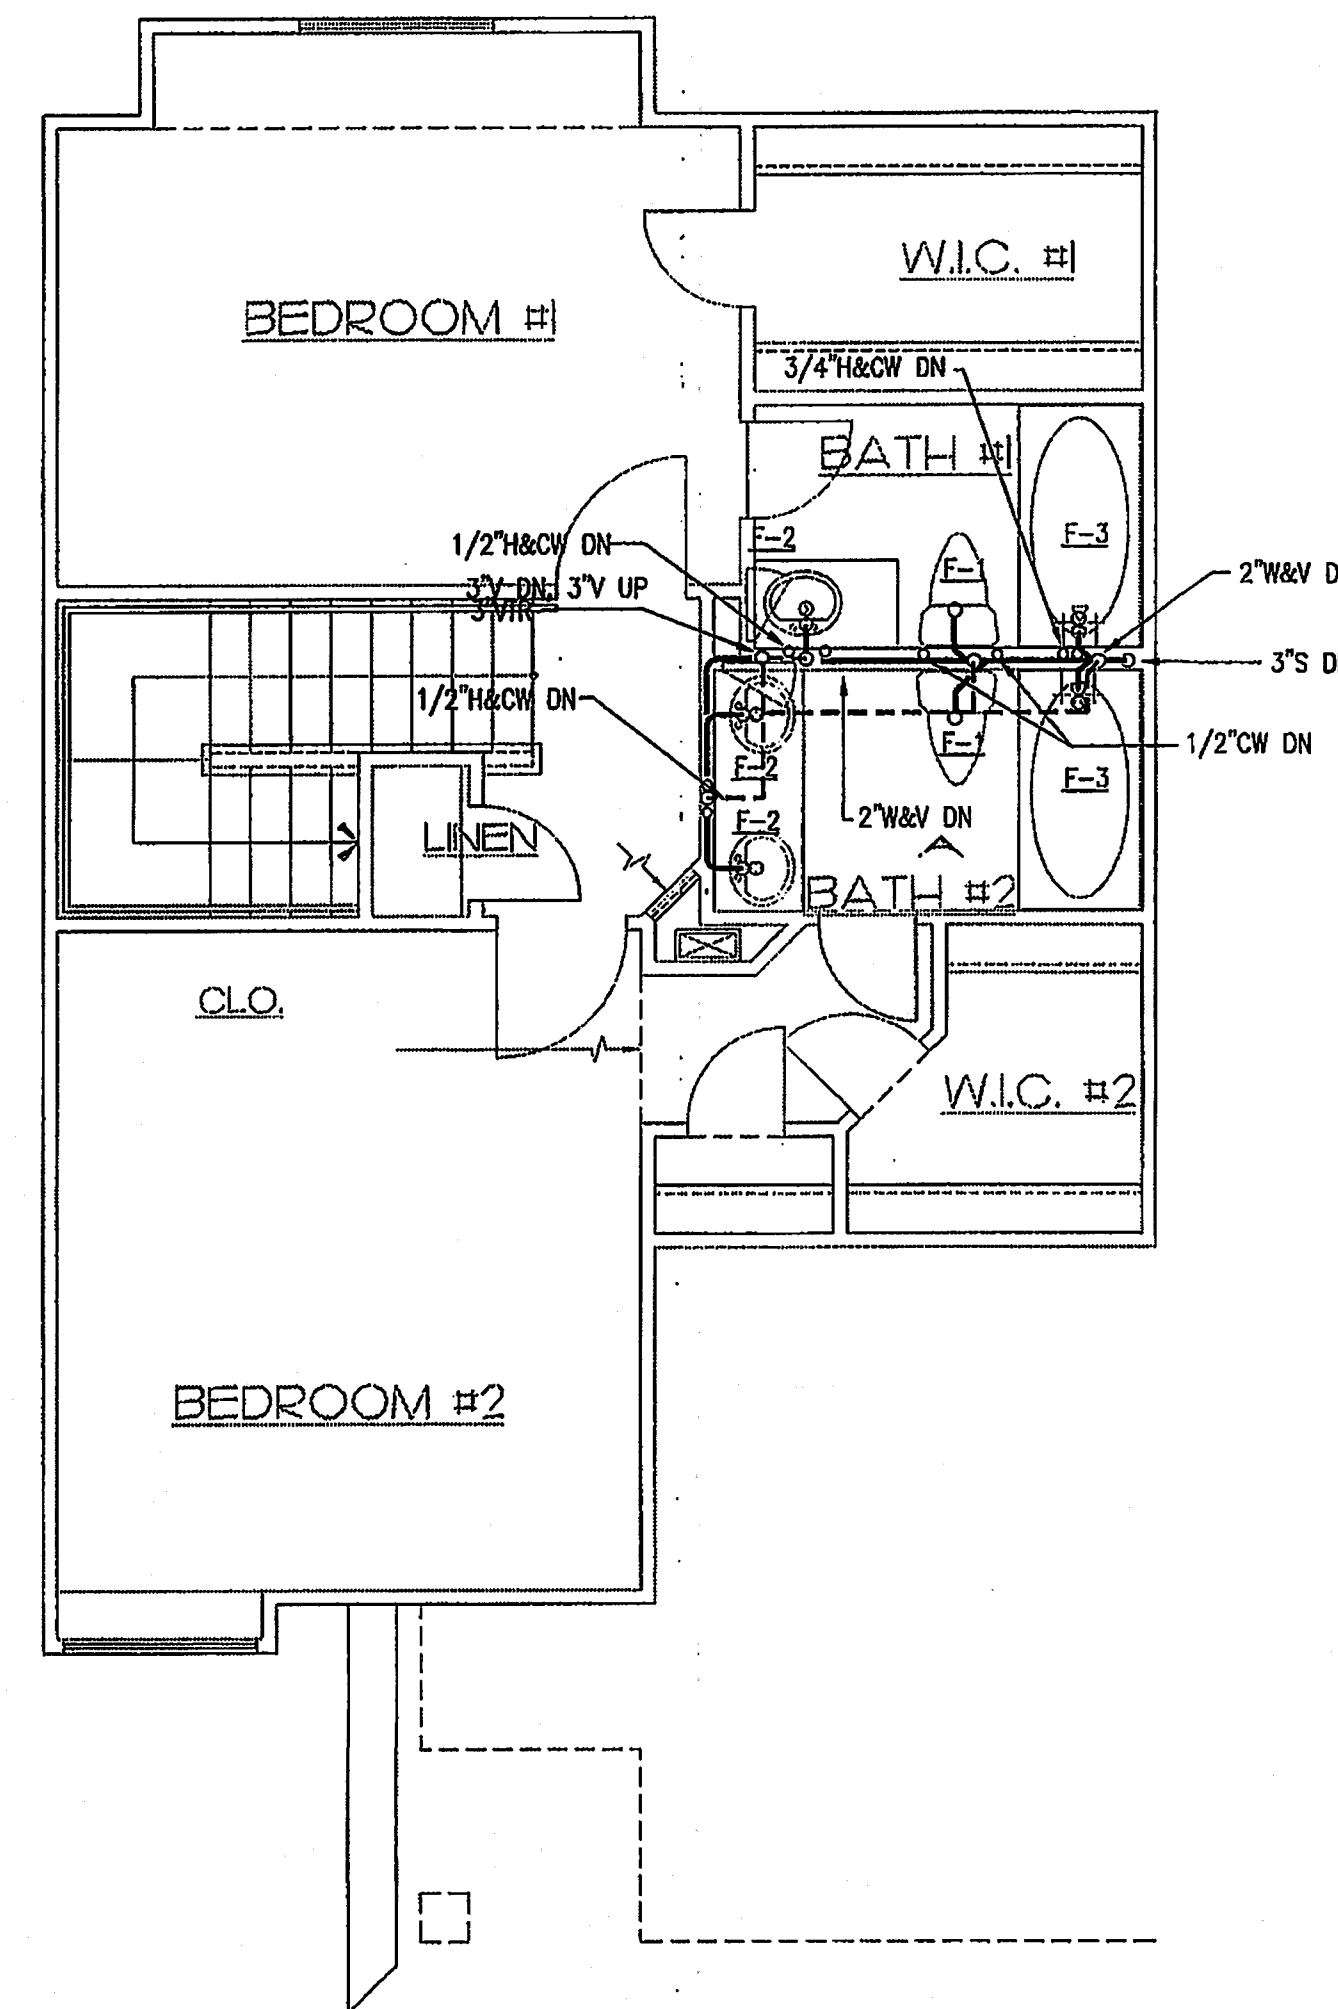 W.I.C. #1
BEDROOM #1
3/4"H&CW DN
BATH #1
F-2
F-3
1/2"H&CW DN
F-1
2"W&V D
3"V DN, 3"V UP
3"VTR
3"S D
1/2"H&CW DN
F-1
1/2"CW DN
F-2
F-3
2"W&V DN
F-2
LINEN
BATH #2
CLO.
W.I.C. #2
BEDROOM #2